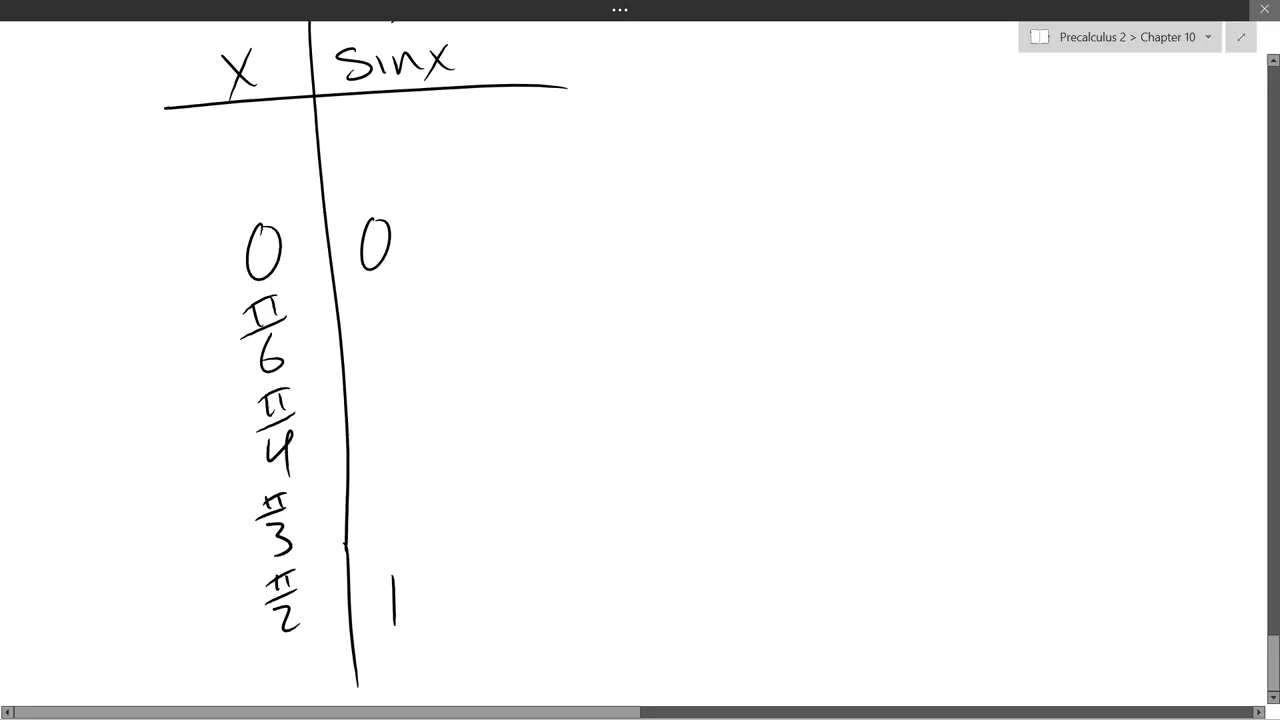 ...
Precalculus 2 > Chapter 10
x sinx
0 0
π/6
π/4
π/3
π/2 1